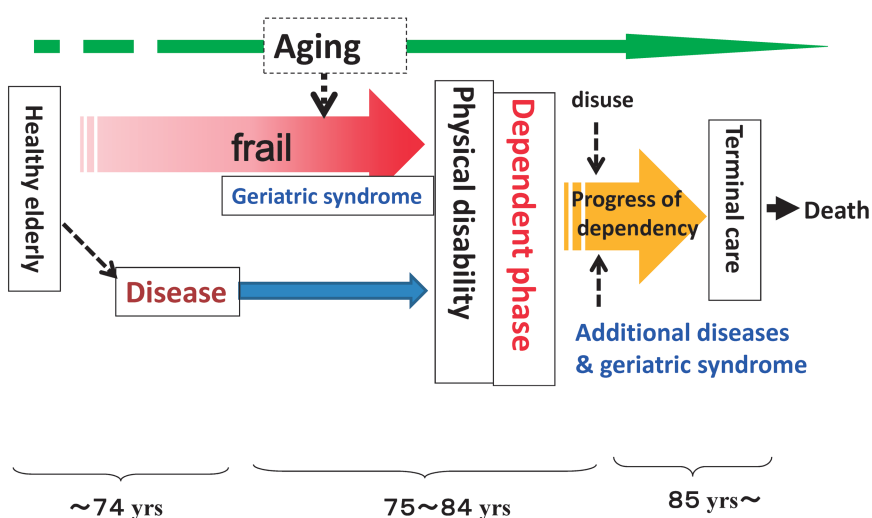 Aging
Healthy elderly
frail
Geriatric syndrome
Disease
Physical disability
Dependent phase
disuse
Progress of
dependency
Additional diseases
& geriatric syndrome
Terminal care
Death
～74 yrs
75～84 yrs
85 yrs～